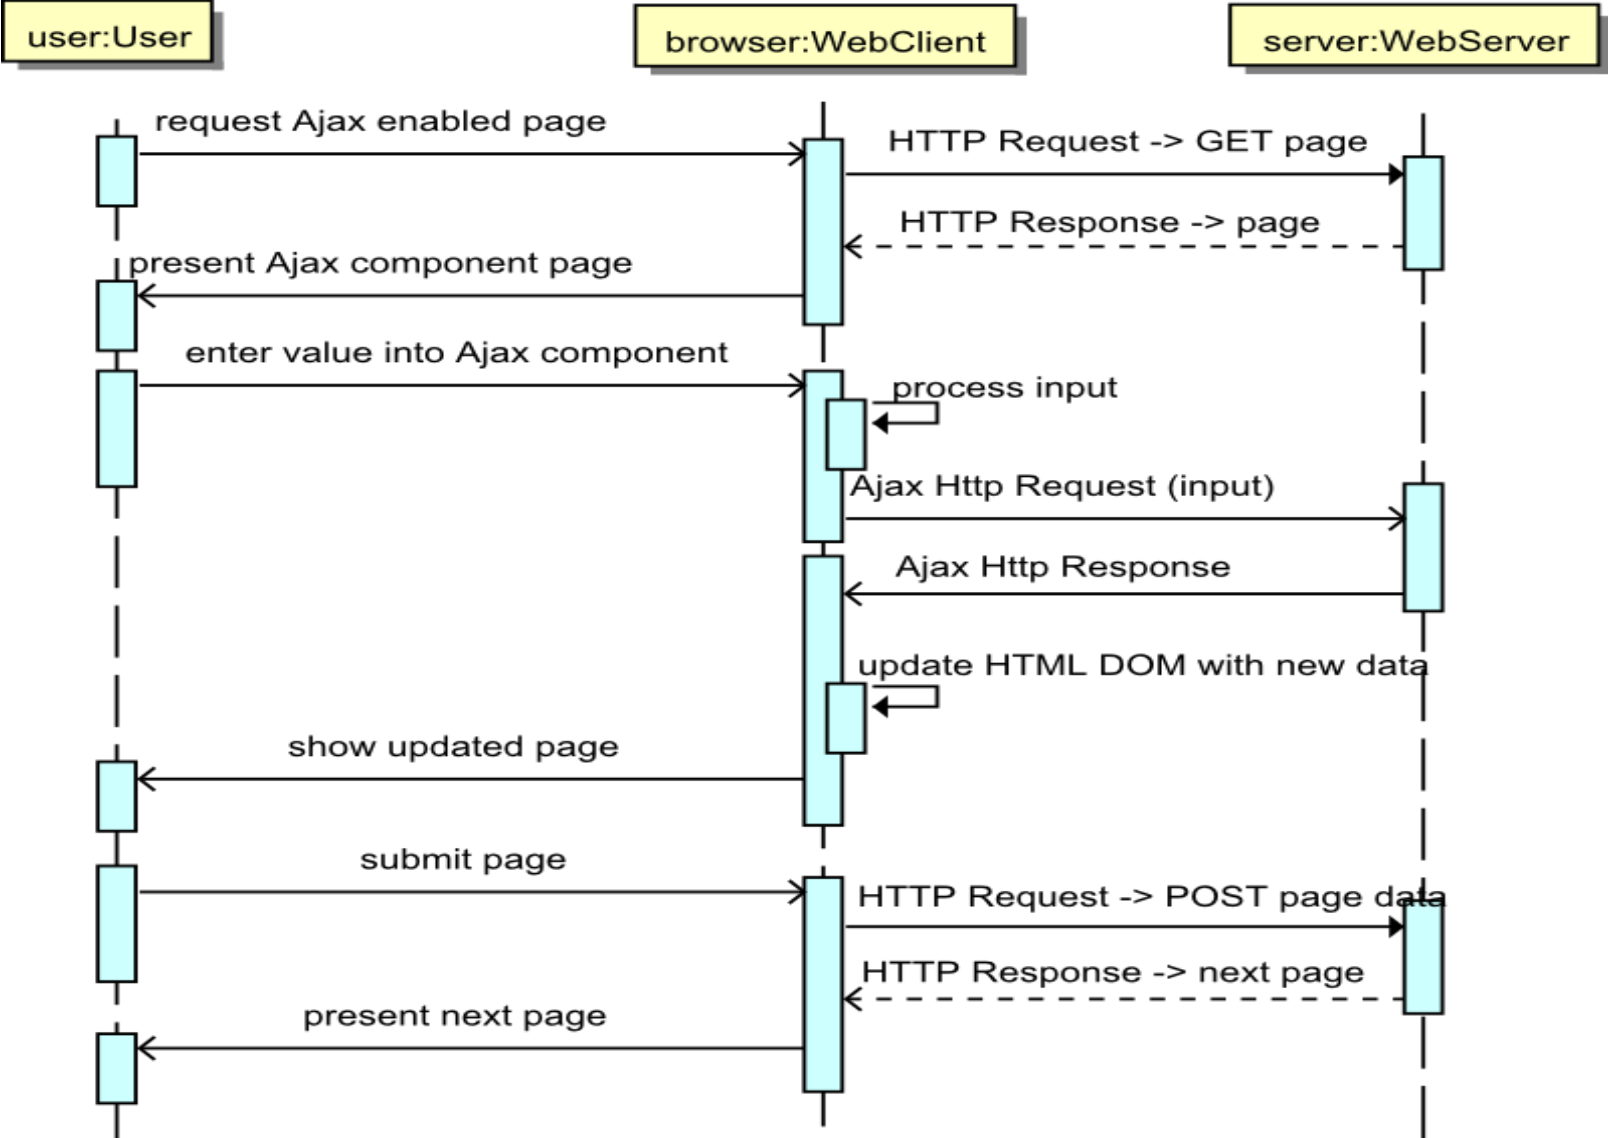 user:User
browser:WebClient
server:WebServer
request Ajax enabled page
HTTP Request -> GET page
HTTP Response -> page
present Ajax component page
enter value into Ajax component
process input
Ajax Http Request (input)
Ajax Http Response
update HTML DOM with new data
show updated page
submit page
HTTP Request -> POST page data
HTTP Response -> next page
present next page